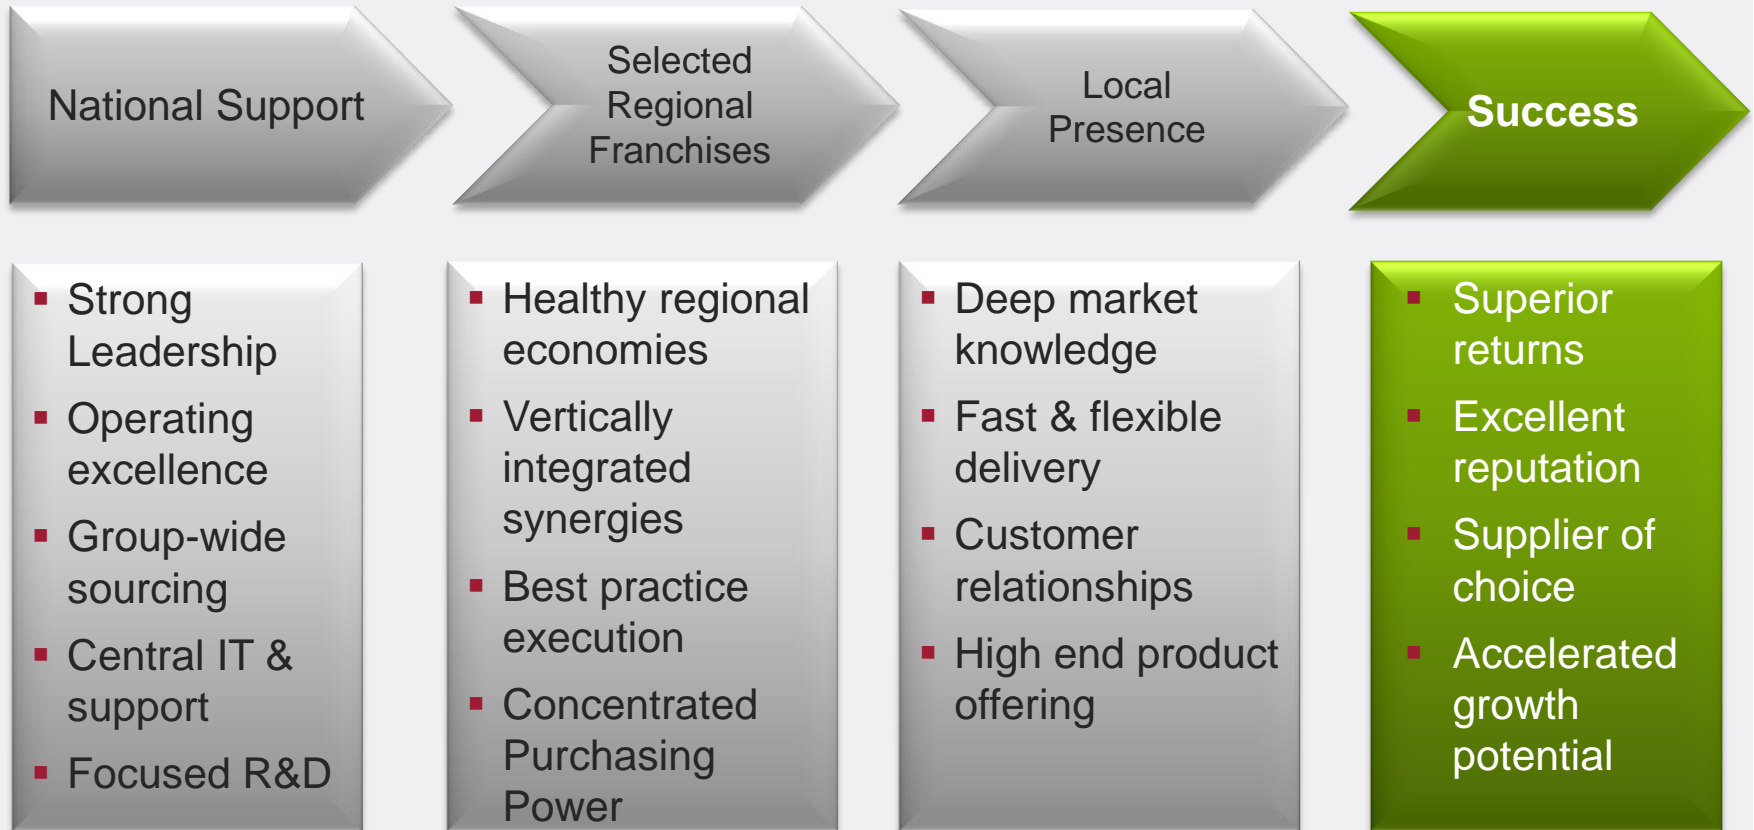 National Support
Selected
Regional
Franchises
Local
Presence
Success
▪ Strong
Leadership
▪ Operating
excellence
▪ Group-wide
sourcing
▪ Central IT &
support
▪ Focused R&D
▪ Healthy regional
economies
▪ Vertically
integrated
synergies
▪ Best practice
execution
▪ Concentrated
Purchasing
Power
▪ Deep market
knowledge
▪ Fast & flexible
delivery
▪ Customer
relationships
▪ High end product
offering
▪ Superior
returns
▪ Excellent
reputation
▪ Supplier of
choice
▪ Accelerated
growth
potential